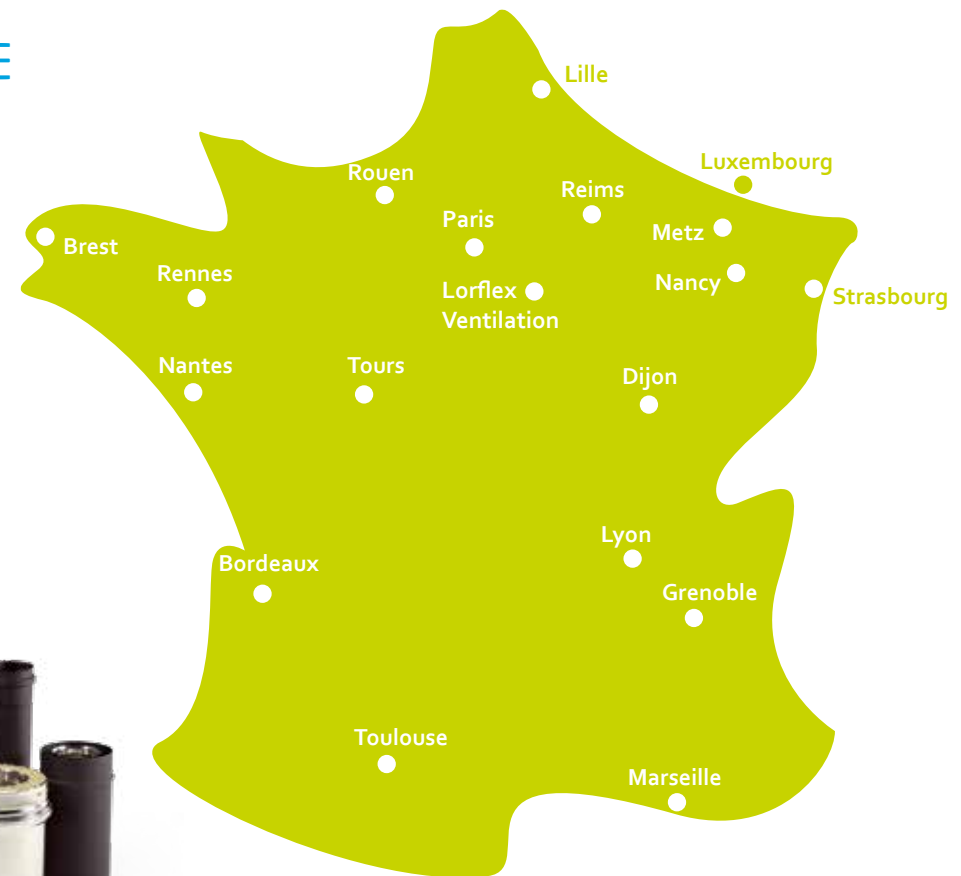 Lille
Luxembourg
Rouen
Reims
Paris
Metz
Brest
Rennes
Nancy
Lorflex
Ventilation
Strasbourg
Nantes
Tours
Dijon
Lyon
Bordeaux
Grenoble
Toulouse
Marseille